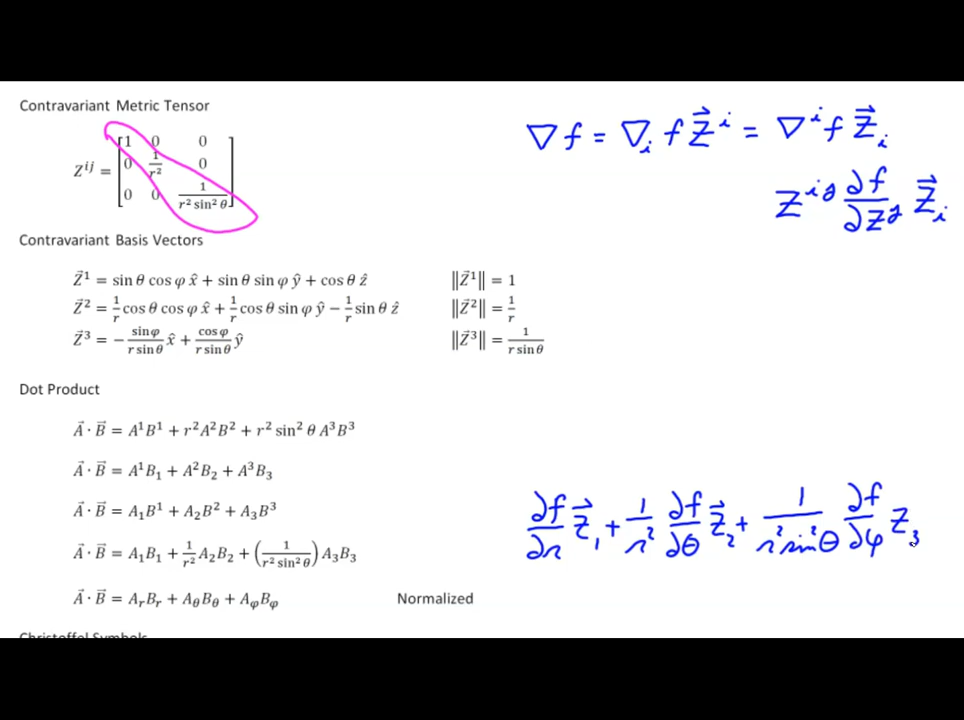 Contravariant Metric Tensor
Z^{ij} = [1 0 0; 0 1/r² 0; 0 0 1/(r² sin² θ)]
∇f = ∇_i f Z⃗^i = ∇^i f Z⃗_i
Z^{ij} ∂f/∂Z^j Z⃗_i
Contravariant Basis Vectors
Z⃗¹ = sin θ cos φ x̂ + sin θ sin φ ŷ + cos θ ẑ ‖Z⃗¹‖ = 1
Z⃗² = 1/r cos θ cos φ x̂ + 1/r cos θ sin φ ŷ − 1/r sin θ ẑ ‖Z⃗²‖ = 1/r
Z⃗³ = − sin φ/(r sin θ) x̂ + cos φ/(r sin θ) ŷ ‖Z⃗³‖ = 1/(r sin θ)
Dot Product
A⃗ · B⃗ = A¹B¹ + r²A²B² + r² sin² θ A³B³
A⃗ · B⃗ = A¹B₁ + A²B₂ + A³B₃
A⃗ · B⃗ = A₁B¹ + A₂B² + A₃B³
∂f/∂r Z⃗₁ + 1/r² ∂f/∂θ Z⃗₂ + 1/(r² sin² θ) ∂f/∂φ Z₃
A⃗ · B⃗ = A₁B₁ + 1/r² A₂B₂ + (1/(r² sin² θ)) A₃B₃
A⃗ · B⃗ = A_r B_r + A_θ B_θ + A_φ B_φ Normalized
Christoffel Symbols